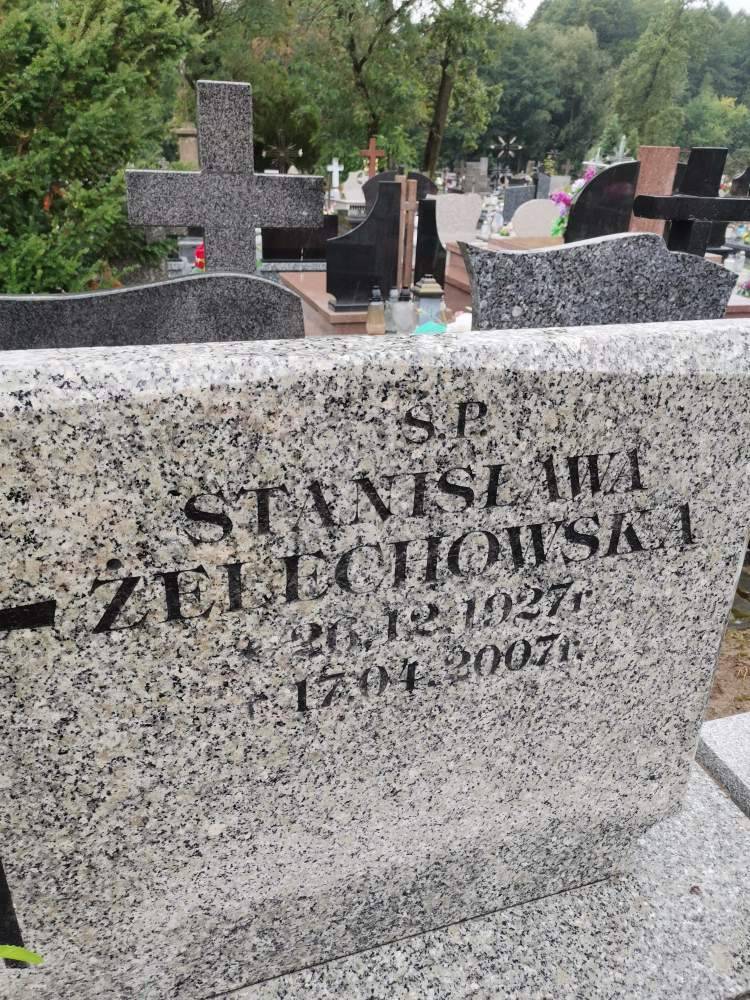 Ś.P.
STANISŁAWA
ŻELECHOWSKA
* 26.12.1927r.
† 17.04.2007r.